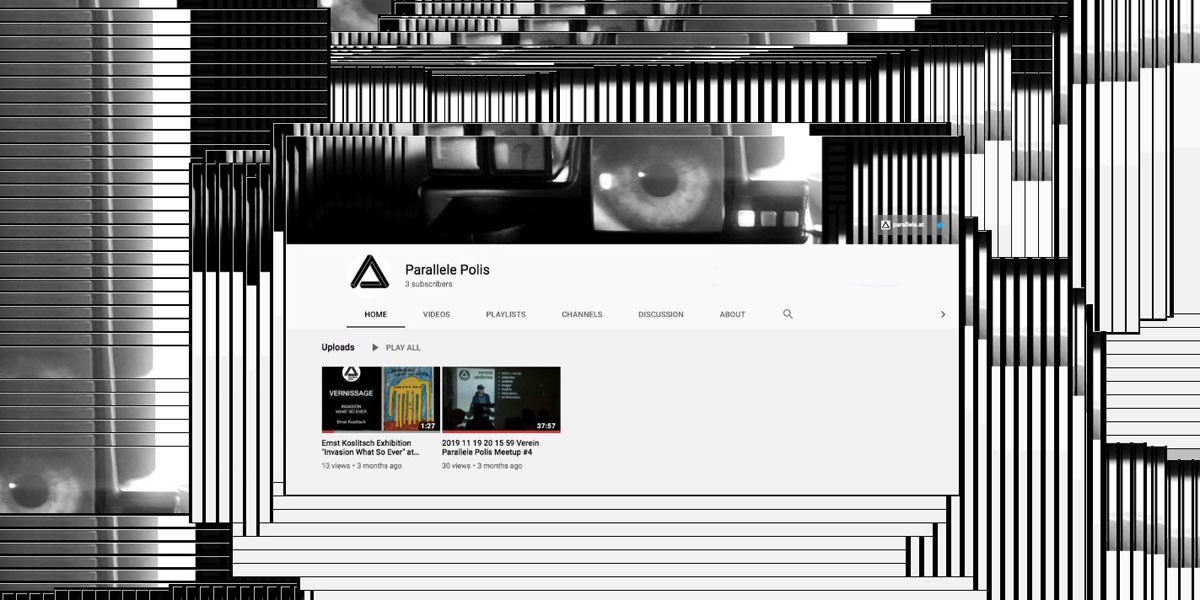 parallele.at
Parallele Polis
3 subscribers
HOME VIDEOS PLAYLISTS CHANNELS DISCUSSION ABOUT
Uploads PLAY ALL
VERNISSAGE
INVASION
WHAT SO EVER
Ernst Koslitsch
1:27
37:57
Ernst Koslitsch Exhibition
"Invasion What So Ever" at...
13 views • 3 months ago
2019 11 19 20 15 59 Verein
Parallele Polis Meetup #4
30 views • 3 months ago